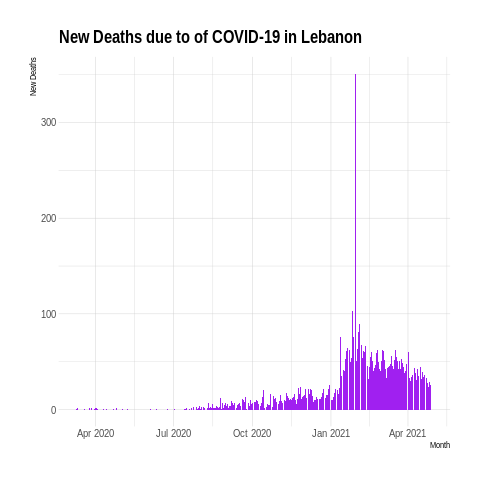 New Deaths due to of COVID-19 in Lebanon
New Deaths
300
200
100
0
Apr 2020 Jul 2020 Oct 2020 Jan 2021 Apr 2021
Month